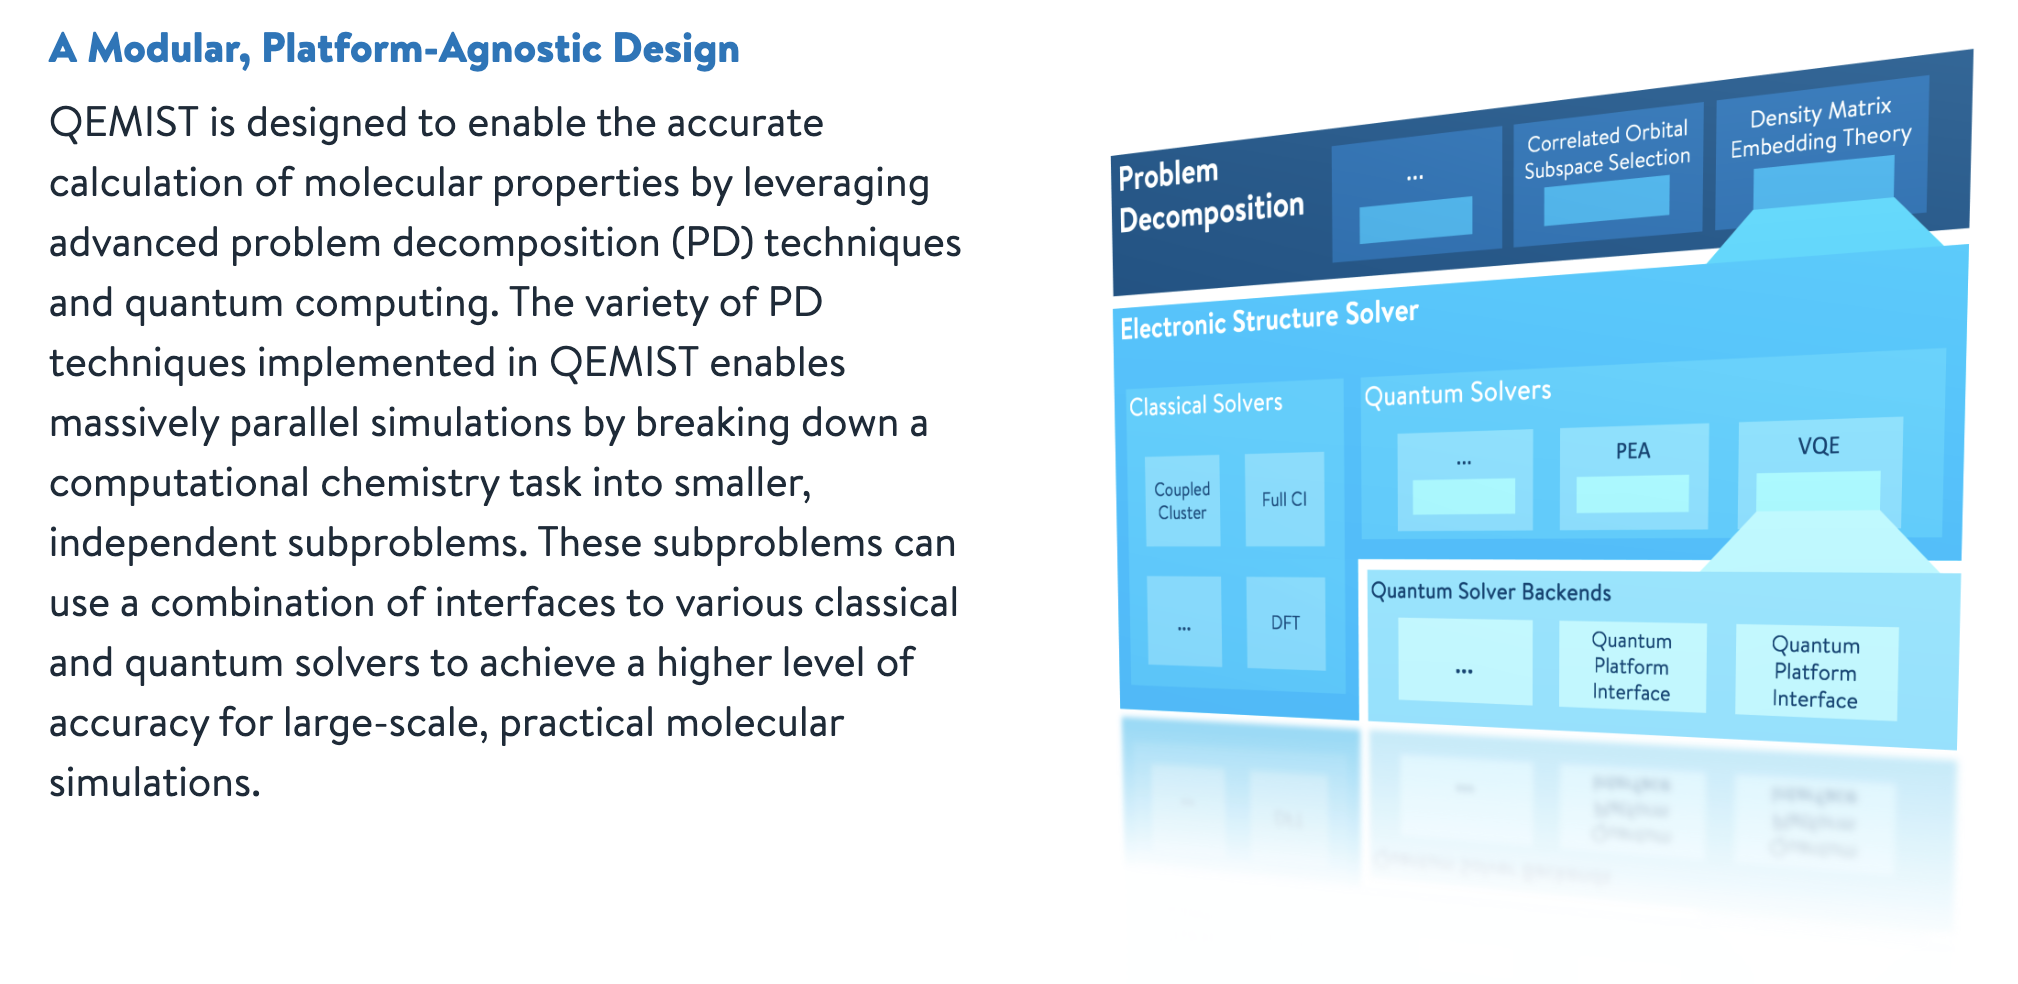 A Modular, Platform-Agnostic Design
QEMIST is designed to enable the accurate
calculation of molecular properties by leveraging
advanced problem decomposition (PD) techniques
and quantum computing. The variety of PD
techniques implemented in QEMIST enables
massively parallel simulations by breaking down a
computational chemistry task into smaller,
independent subproblems. These subproblems can
use a combination of interfaces to various classical
and quantum solvers to achieve a higher level of
accuracy for large-scale, practical molecular
simulations.
Problem
Decomposition
...
Correlated Orbital
Subspace Selection
Density Matrix
Embedding Theory
Electronic Structure Solver
Classical Solvers
Coupled
Cluster
Full CI
...
DFT
Quantum Solvers
...
PEA
VQE
Quantum Solver Backends
...
Quantum
Platform
Interface
Quantum
Platform
Interface